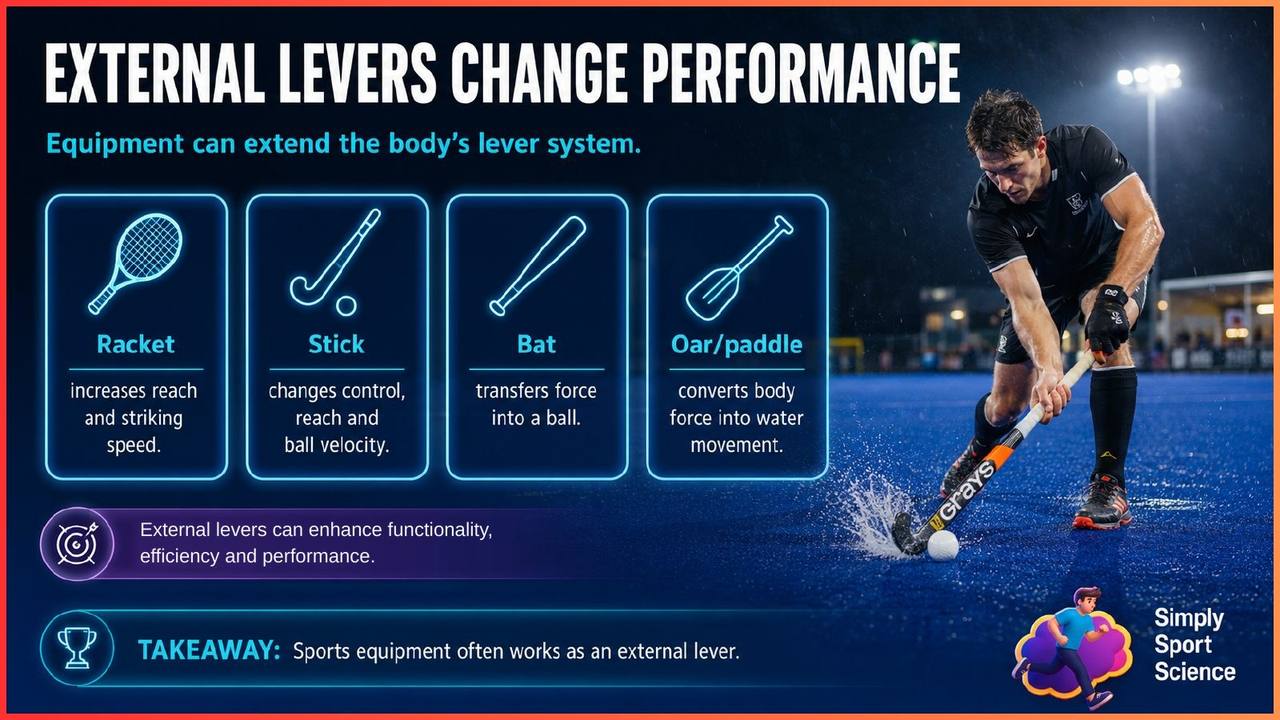 EXTERNAL LEVERS CHANGE PERFORMANCE
Equipment can extend the body's lever system.
Racket
increases reach
and striking
speed.
Stick
changes control,
reach and
ball velocity.
Bat
transfers force
into a ball.
Oar/paddle
converts body
force into water
movement.
GRAYS
External levers can enhance functionality,
efficiency and performance.
TAKEAWAY: Sports equipment often works as an external lever.
Simply
Sport
Science